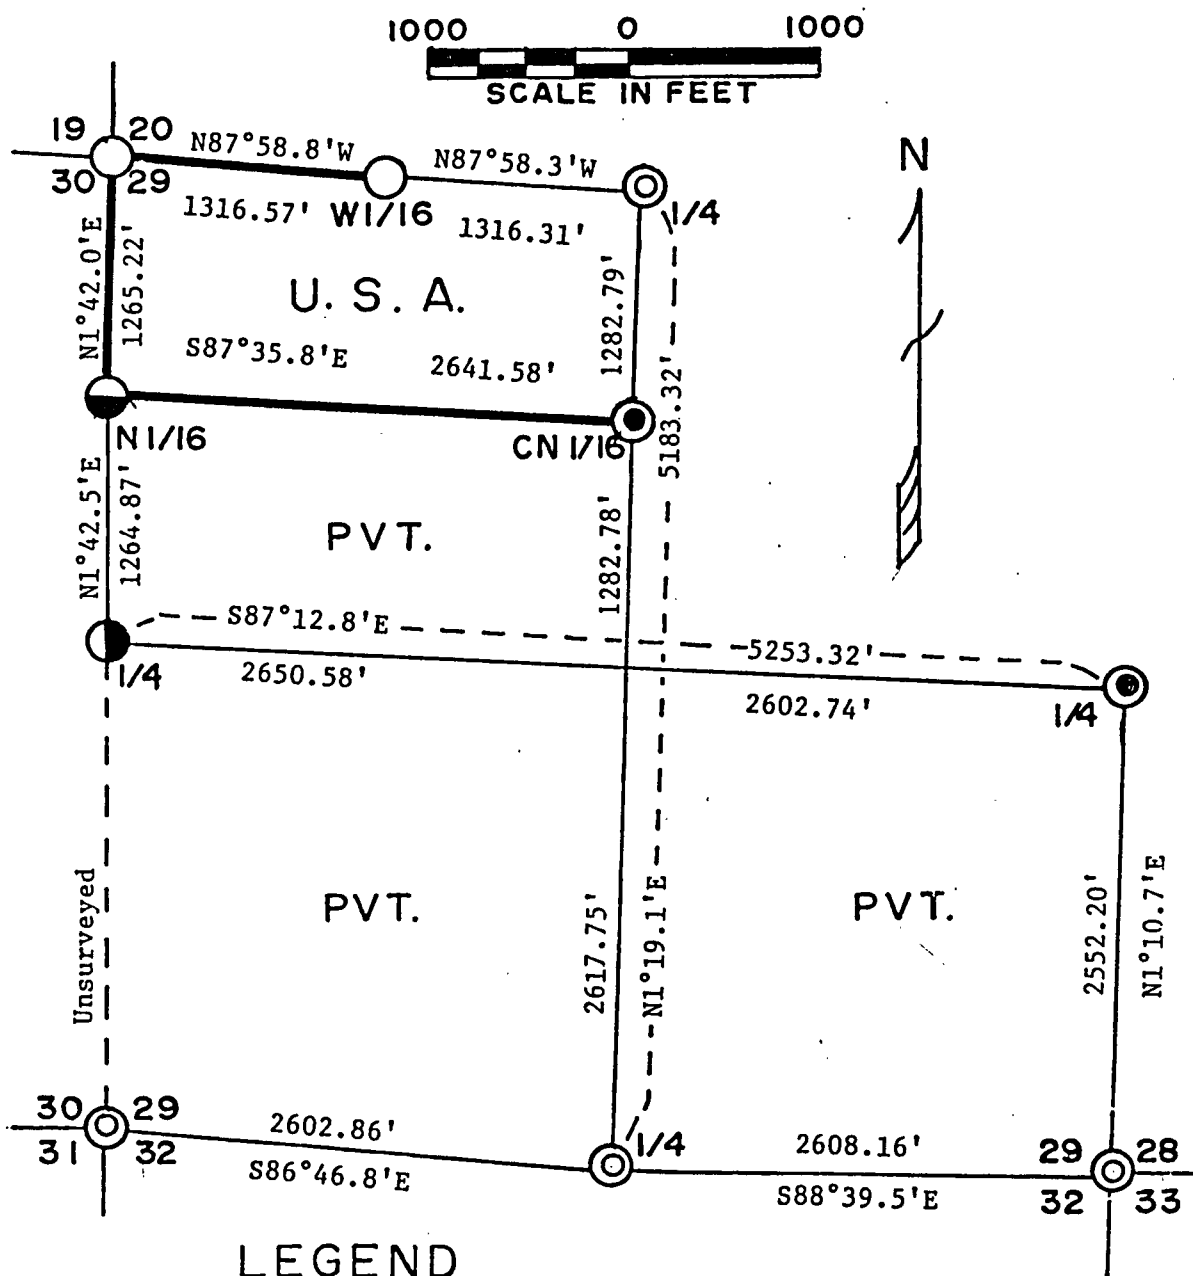 1000 0 1000
SCALE IN FEET
19 20
N87°58.8'W
N87°58.3'W
N
30 29
1316.57' W1/16
1316.31'
1/4
N1°42.0'E
1265.22'
U. S. A.
1282.79'
S87°35.8'E
2641.58'
5183.32'
N 1/16
CN 1/16
N1°42.5'E
1264.87'
PVT.
1282.78'
S87°12.8'E
5253.32'
1/4
2650.58'
2602.74'
1/4
Unsurveyed
PVT.
2617.75'
N1°19.1'E
PVT.
2552.20'
N1°10.7'E
30 29
31 32
2602.86'
S86°46.8'E
1/4
2608.16'
S88°39.5'E
29 28
32 33
LEGEND